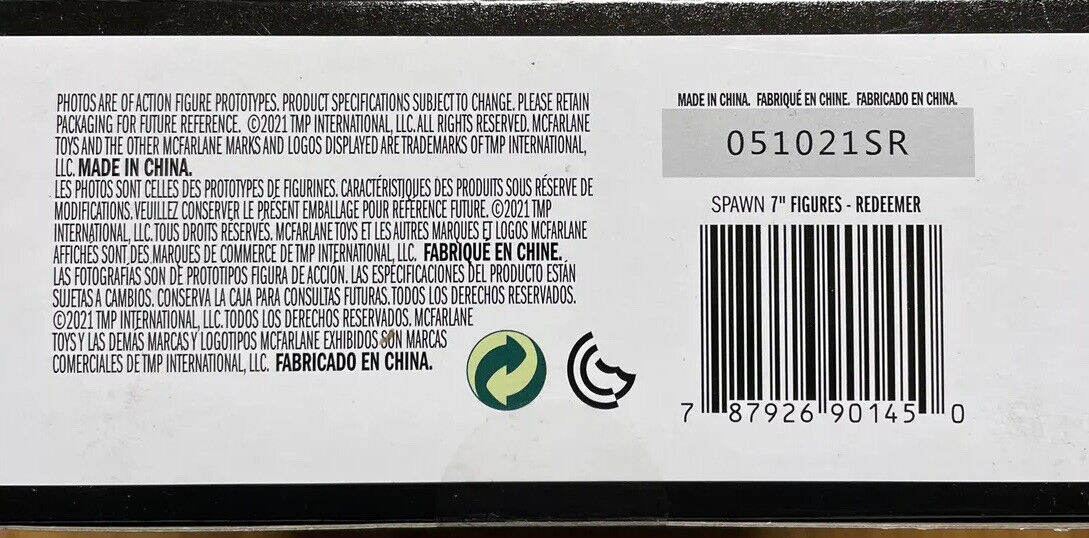 PHOTOS ARE OF ACTION FIGURE PROTOTYPES. PRODUCT SPECIFICATIONS SUBJECT TO CHANGE. PLEASE RETAIN
PACKAGING FOR FUTURE REFERENCE. ©2021 TMP INTERNATIONAL, LLC. ALL RIGHTS RESERVED. MCFARLANE
TOYS AND THE OTHER MCFARLANE MARKS AND LOGOS DISPLAYED ARE TRADEMARKS OF TMP INTERNATIONAL,
LLC. MADE IN CHINA.
LES PHOTOS SONT CELLES DES PROTOTYPES DE FIGURINES. CARACTÉRISTIQUES DES PRODUITS SOUS RÉSERVE DE
MODIFICATIONS. VEUILLEZ CONSERVER LE PRÉSENT EMBALLAGE POUR RÉFÉRENCE FUTURE. ©2021 TMP
INTERNATIONAL, LLC. TOUS DROITS RÉSERVÉS. MCFARLANE TOYS ET LES AUTRES MARQUES ET LOGOS MCFARLANE
AFFICHÉS SONT DES MARQUES DE COMMERCE DE TMP INTERNATIONAL, LLC. FABRIQUÉ EN CHINE.
LAS FOTOGRAFÍAS SON DE PROTOTIPOS FIGURA DE ACCIÓN. LAS ESPECIFICACIONES DEL PRODUCTO ESTÁN
SUJETAS A CAMBIOS. CONSERVA LA CAJA PARA CONSULTAS FUTURAS. TODOS LOS DERECHOS RESERVADOS.
©2021 TMP INTERNATIONAL, LLC. TODOS LOS DERECHOS RESERVADOS. MCFARLANE
TOYS Y LAS DEMÁS MARCAS Y LOGOTIPOS MCFARLANE EXHIBIDOS SON MARCAS
COMERCIALES DE TMP INTERNATIONAL, LLC. FABRICADO EN CHINA.
MADE IN CHINA. FABRIQUÉ EN CHINE. FABRICADO EN CHINA.
051021SR
SPAWN 7" FIGURES - REDEEMER
7 87926 90145 0